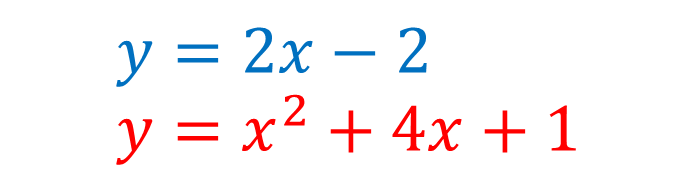 y = 2x − 2
y = x² + 4x + 1